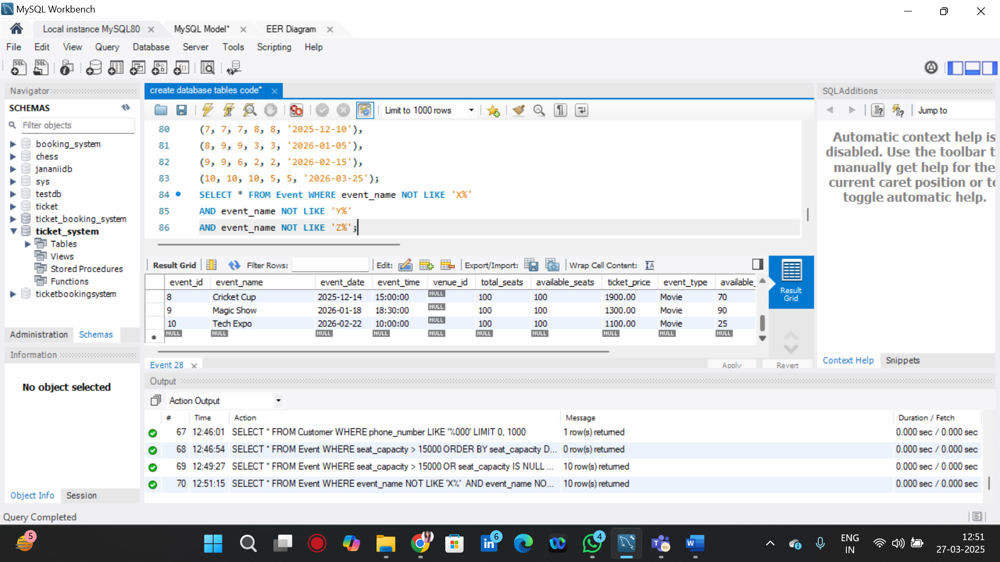 MySQL Workbench
Local instance MySQL80
MySQL Model*
EER Diagram
File Edit View Query Database Server Tools Scripting Help
Navigator
SCHEMAS
Filter objects
booking_system
chess
jananiidb
sys
testdb
ticket
ticket_booking_system
ticket_system
Tables
Views
Stored Procedures
Functions
ticketbookingsystem
Administration Schemas
Information
No object selected
Object Info Session
Query Completed
create database tables code*
Limit to 1000 rows
80 (7, 7, 7, 8, 8, '2025-12-10'),
81 (8, 9, 9, 3, 3, '2026-01-05'),
82 (9, 9, 6, 2, 2, '2026-02-15'),
83 (10, 10, 10, 5, 5, '2026-03-25');
84 SELECT * FROM Event WHERE event_name NOT LIKE 'X%'
85 AND event_name NOT LIKE 'Y%'
86 AND event_name NOT LIKE 'Z%';
Result Grid Filter Rows: Edit: Export/Import: Wrap Cell Content: IA
event_id event_name event_date event_time venue_id total_seats available_seats ticket_price event_type available_
8 Cricket Cup 2025-12-14 15:00:00 NULL 100 100 1900.00 Movie 70
9 Magic Show 2026-01-18 18:30:00 NULL 100 100 1300.00 Movie 90
10 Tech Expo 2026-02-22 10:00:00 NULL 100 100 1100.00 Movie 25
NULL NULL NULL NULL NULL NULL NULL NULL NULL NULL
Result
Grid
Event 28 Apply Revert
SQLAdditions
Jump to
Automatic context help is
disabled. Use the toolbar t
manually get help for the
current caret position or to
toggle automatic help.
Context Help Snippets
Output
Action Output
# Time Action Message Duration / Fetch
67 12:46:01 SELECT * FROM Customer WHERE phone_number LIKE '%000' LIMIT 0, 1000 1 row(s) returned 0.000 sec / 0.000 sec
68 12:46:54 SELECT * FROM Event WHERE seat_capacity > 15000 ORDER BY seat_capacity D... 0 row(s) returned 0.000 sec / 0.000 sec
69 12:49:27 SELECT * FROM Event WHERE seat_capacity > 15000 OR seat_capacity IS NULL ... 10 row(s) returned 0.000 sec / 0.000 sec
70 12:51:15 SELECT * FROM Event WHERE event_name NOT LIKE 'X%' AND event_name NO... 10 row(s) returned 0.000 sec / 0.000 sec
5
6
4
ENG
IN
12:51
27-03-2025